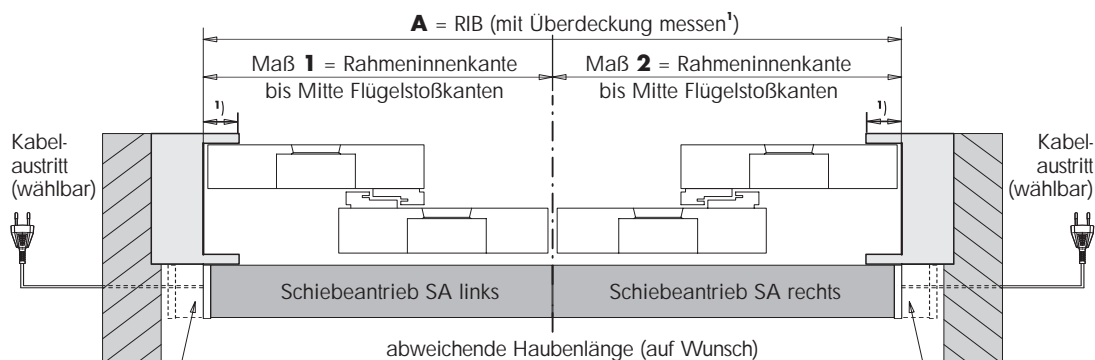 A = RIB (mit Überdeckung messen¹)
Maß 1 = Rahmeninnenkante
bis Mitte Flügelstoßkanten
Maß 2 = Rahmeninnenkante
bis Mitte Flügelstoßkanten
¹)
¹)
Kabel-
austritt
(wählbar)
Kabel-
austritt
(wählbar)
Schiebeantrieb SA links
Schiebeantrieb SA rechts
abweichende Haubenlänge (auf Wunsch)